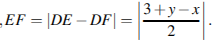 , EF = |DE − DF| = |(3 + y − x)/2|.